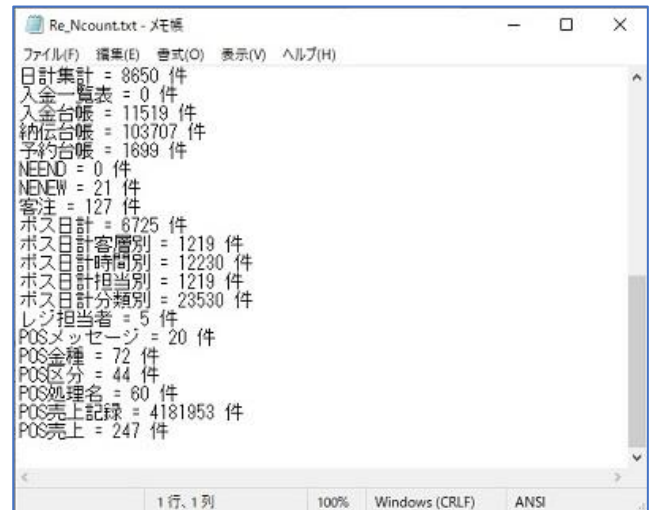 Re_Ncount.txt - メモ帳
ファイル(F) 編集(E) 書式(O) 表示(V) ヘルプ(H)
日計集計 = 8650 件
入金一覧表 = 0 件
入金台帳 = 11519 件
納伝台帳 = 103707 件
予約台帳 = 1699 件
NEEND = 0 件
NENEW = 21 件
客注 = 127 件
ポス日計 = 6725 件
ポス日計客層別 = 1219 件
ポス日計時間別 = 12230 件
ポス日計担当別 = 1219 件
ポス日計分類別 = 23530 件
レジ担当者 = 5 件
POSメッセージ = 20 件
POS金種 = 72 件
POS区分 = 44 件
POS処理名 = 60 件
POS売上記録 = 4181953 件
POS売上 = 247 件
1 行、1 列 100% Windows (CRLF) ANSI